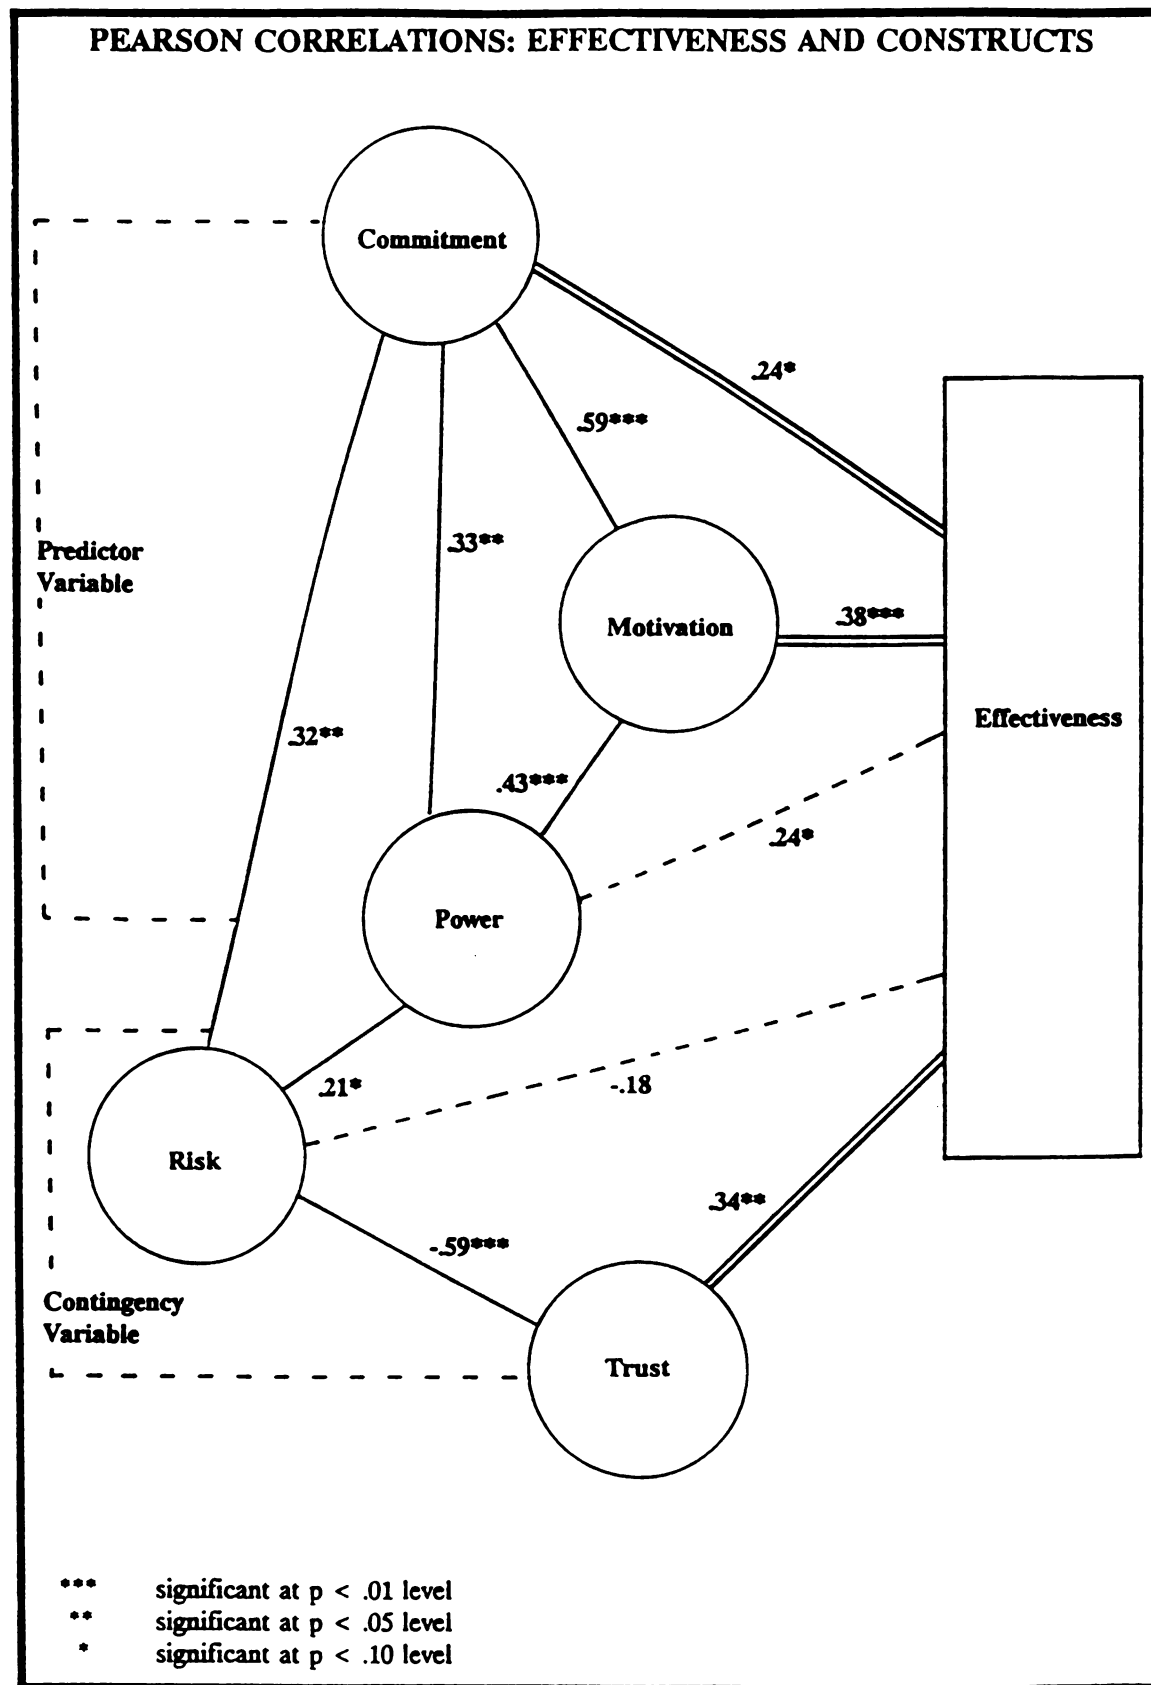 PEARSON CORRELATIONS: EFFECTIVENESS AND CONSTRUCTS
Commitment
.24*
.59***
Predictor
Variable
.33**
Motivation
.38***
Effectiveness
.32**
.43***
.24*
Power
.21*
-.18
Risk
.34**
-.59***
Contingency
Variable
Trust
*** significant at p < .01 level
** significant at p < .05 level
* significant at p < .10 level